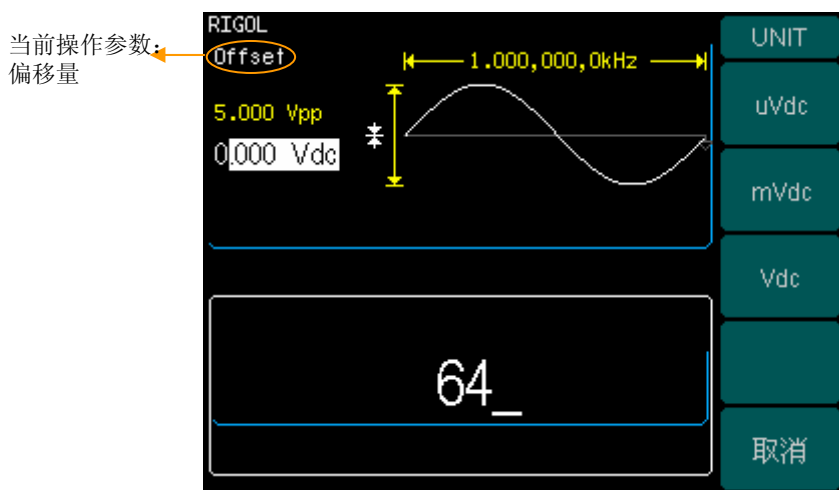 当前操作参数：
偏移量
RIGOL
Offset
1.000,000,0kHz
5.000 Vpp
0.000 Vdc
64_
UNIT
uVdc
mVdc
Vdc
取消